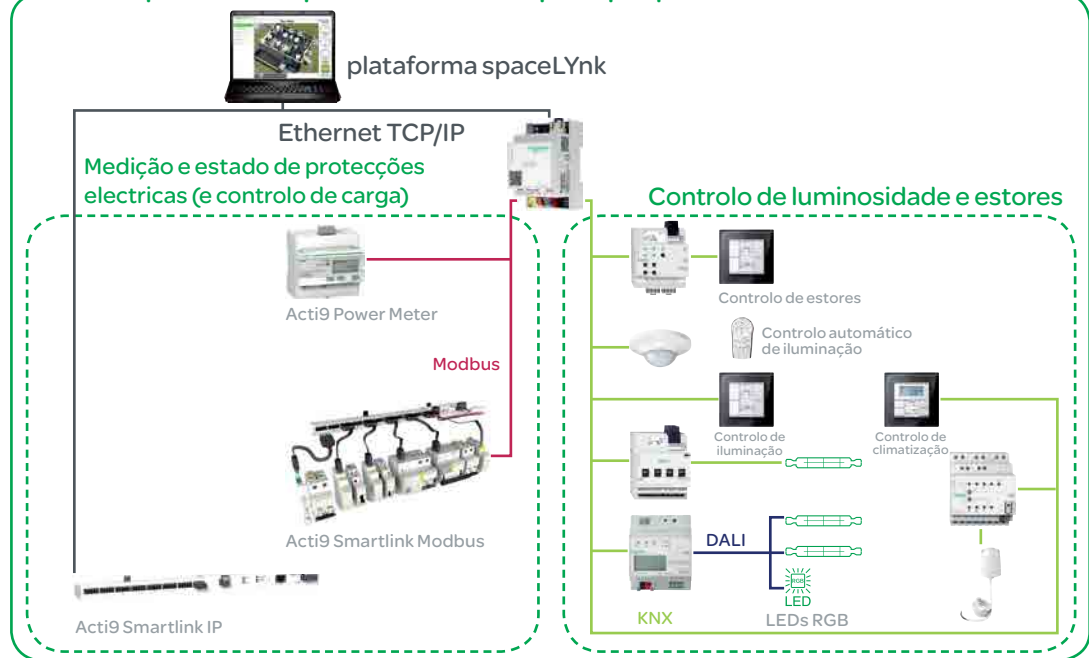 plataforma spaceLYnk
Ethernet TCP/IP
Medição e estado de protecções
electricas (e controlo de carga)
Controlo de luminosidade e estores
Acti9 Power Meter
Controlo de estores
Controlo automático
de iluminação
Modbus
Controlo de
iluminação
Controlo de
climatização
Acti9 Smartlink Modbus
DALI
RGB
LED
KNX
LEDs RGB
Acti9 Smartlink IP